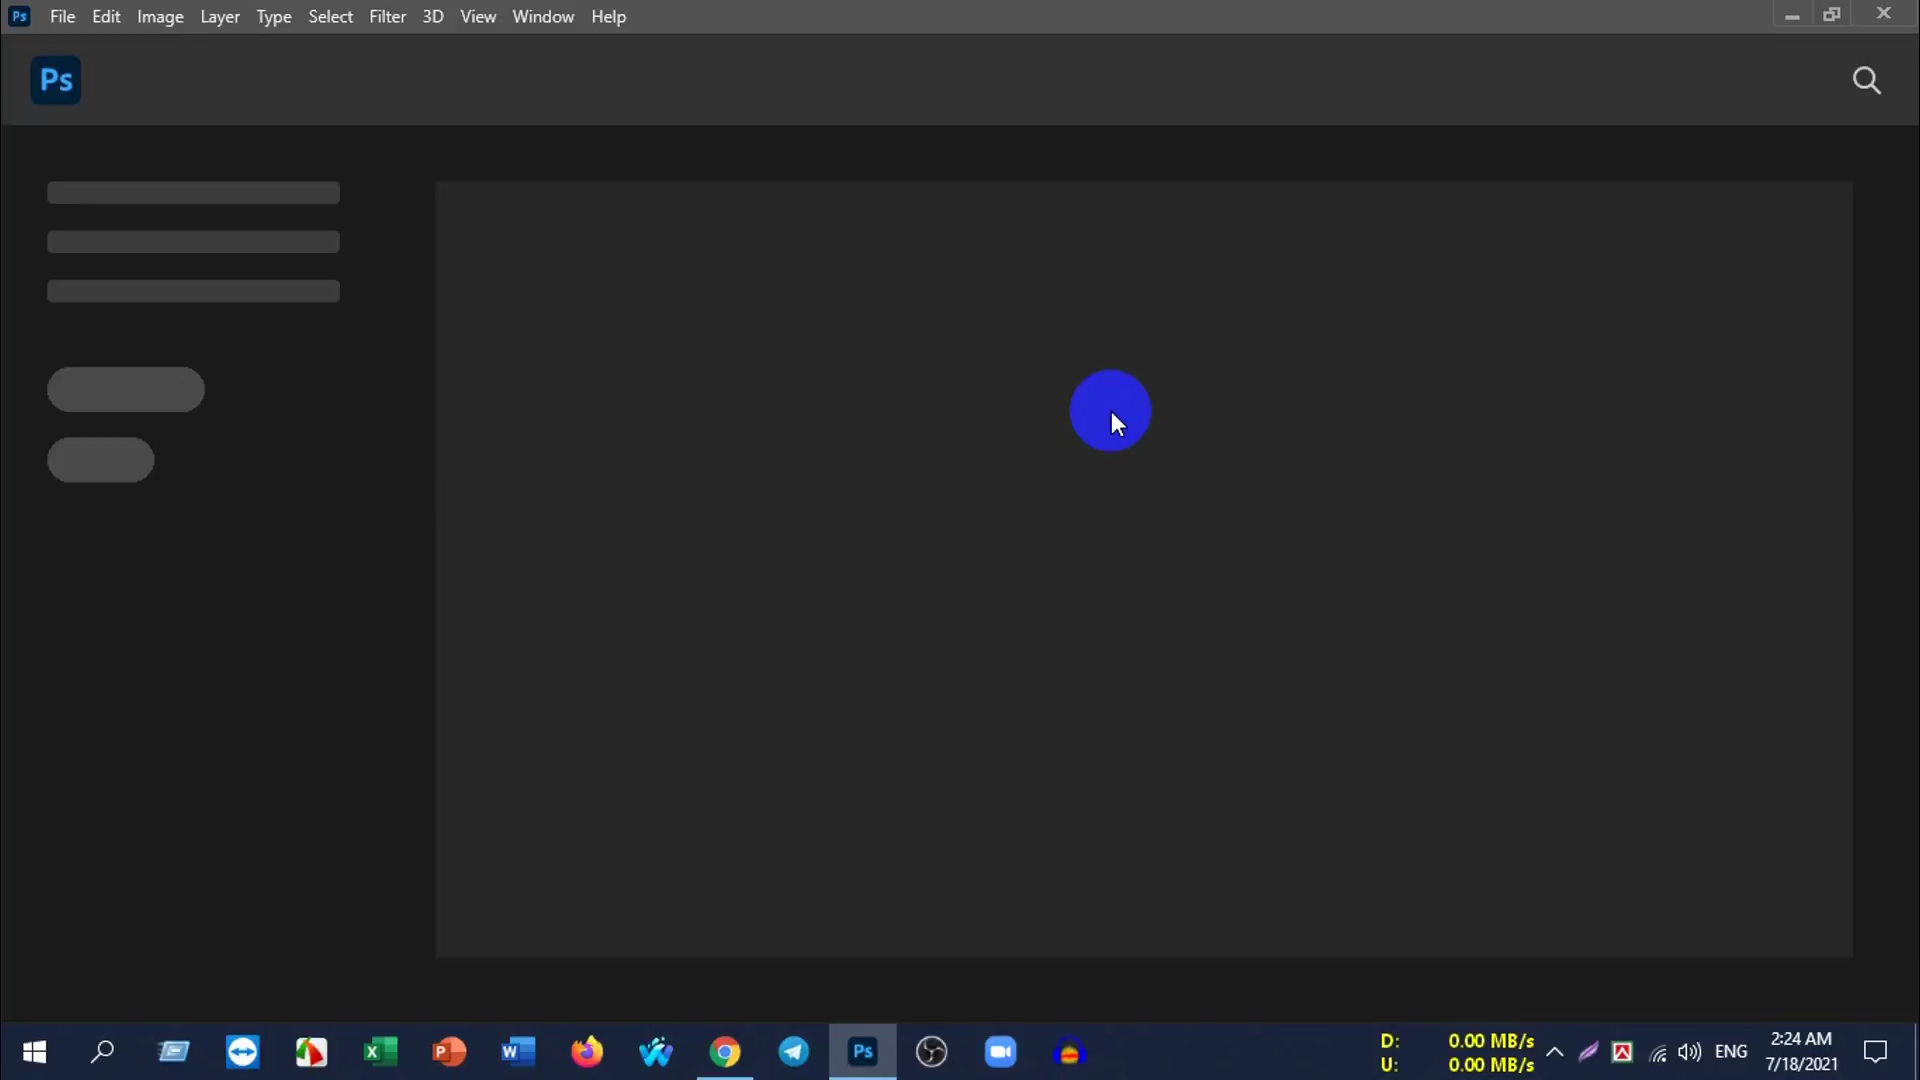 Ps File Edit Image Layer Type Select Filter 3D View Window Help
Ps
X P W Ps
D: 0.00 MB/s
U: 0.00 MB/s
ENG
2:24 AM
7/18/2021